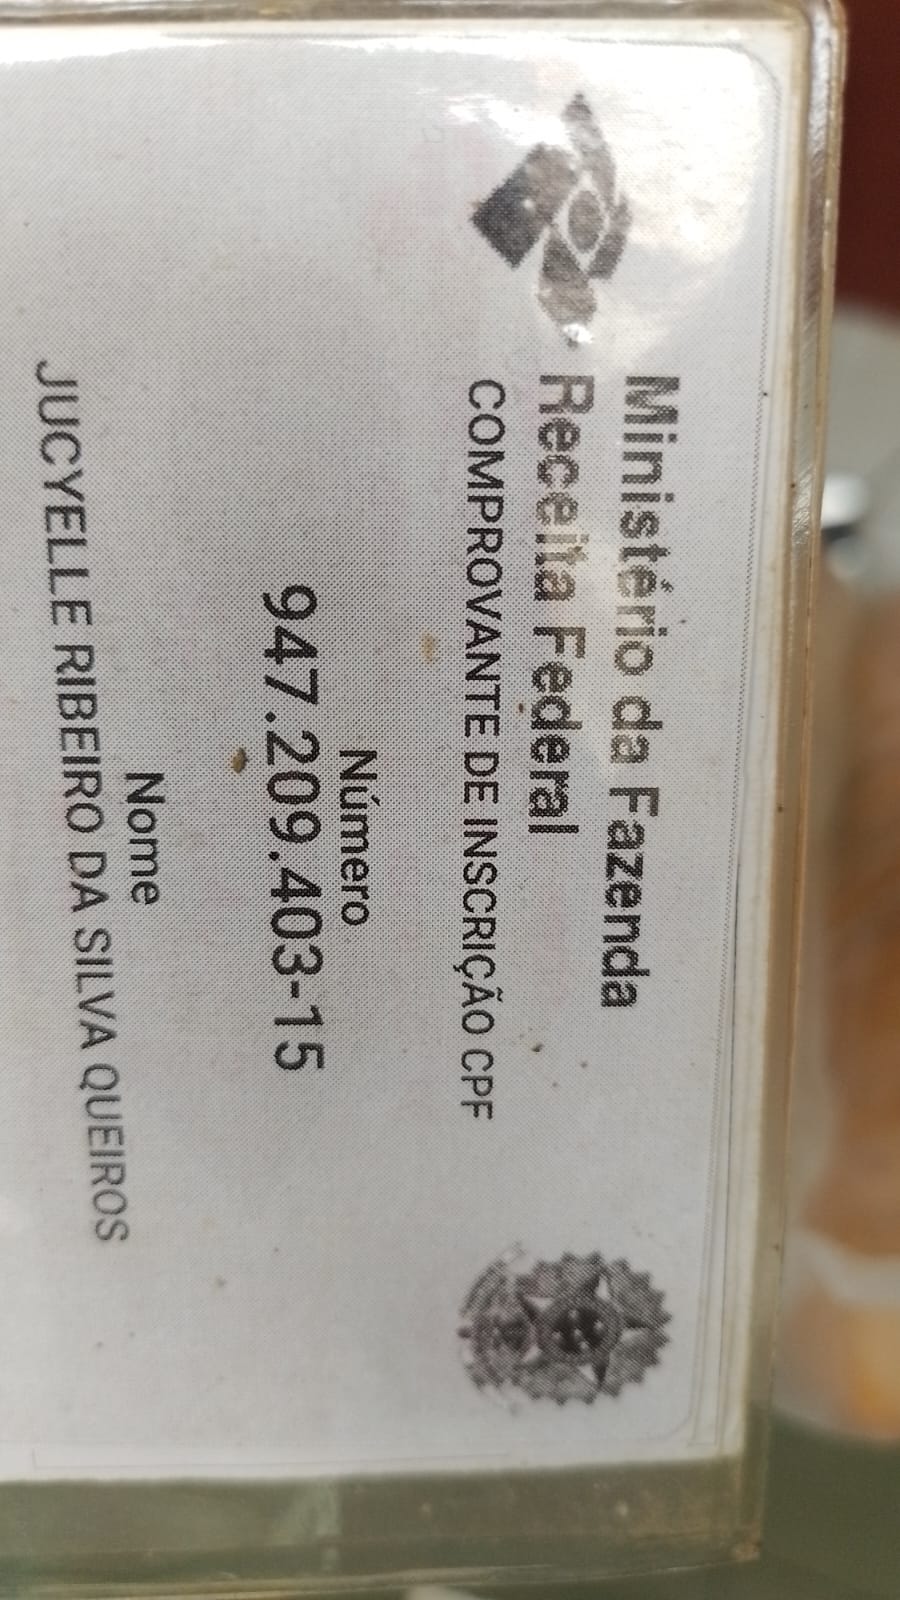 Ministério da Fazenda
Receita Federal
COMPROVANTE DE INSCRIÇÃO CPF
Número
947.209.403-15
Nome
JUCYELLE RIBEIRO DA SILVA QUEIROS